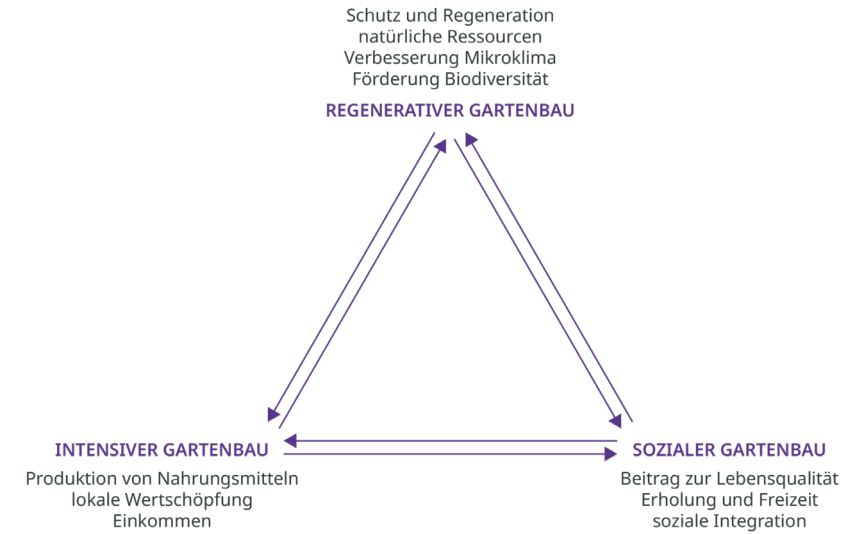 Schutz und Regeneration
natürliche Ressourcen
Verbesserung Mikroklima
Förderung Biodiversität
REGENERATIVER GARTENBAU
INTENSIVER GARTENBAU
Produktion von Nahrungsmitteln
lokale Wertschöpfung
Einkommen
SOZIALER GARTENBAU
Beitrag zur Lebensqualität
Erholung und Freizeit
soziale Integration